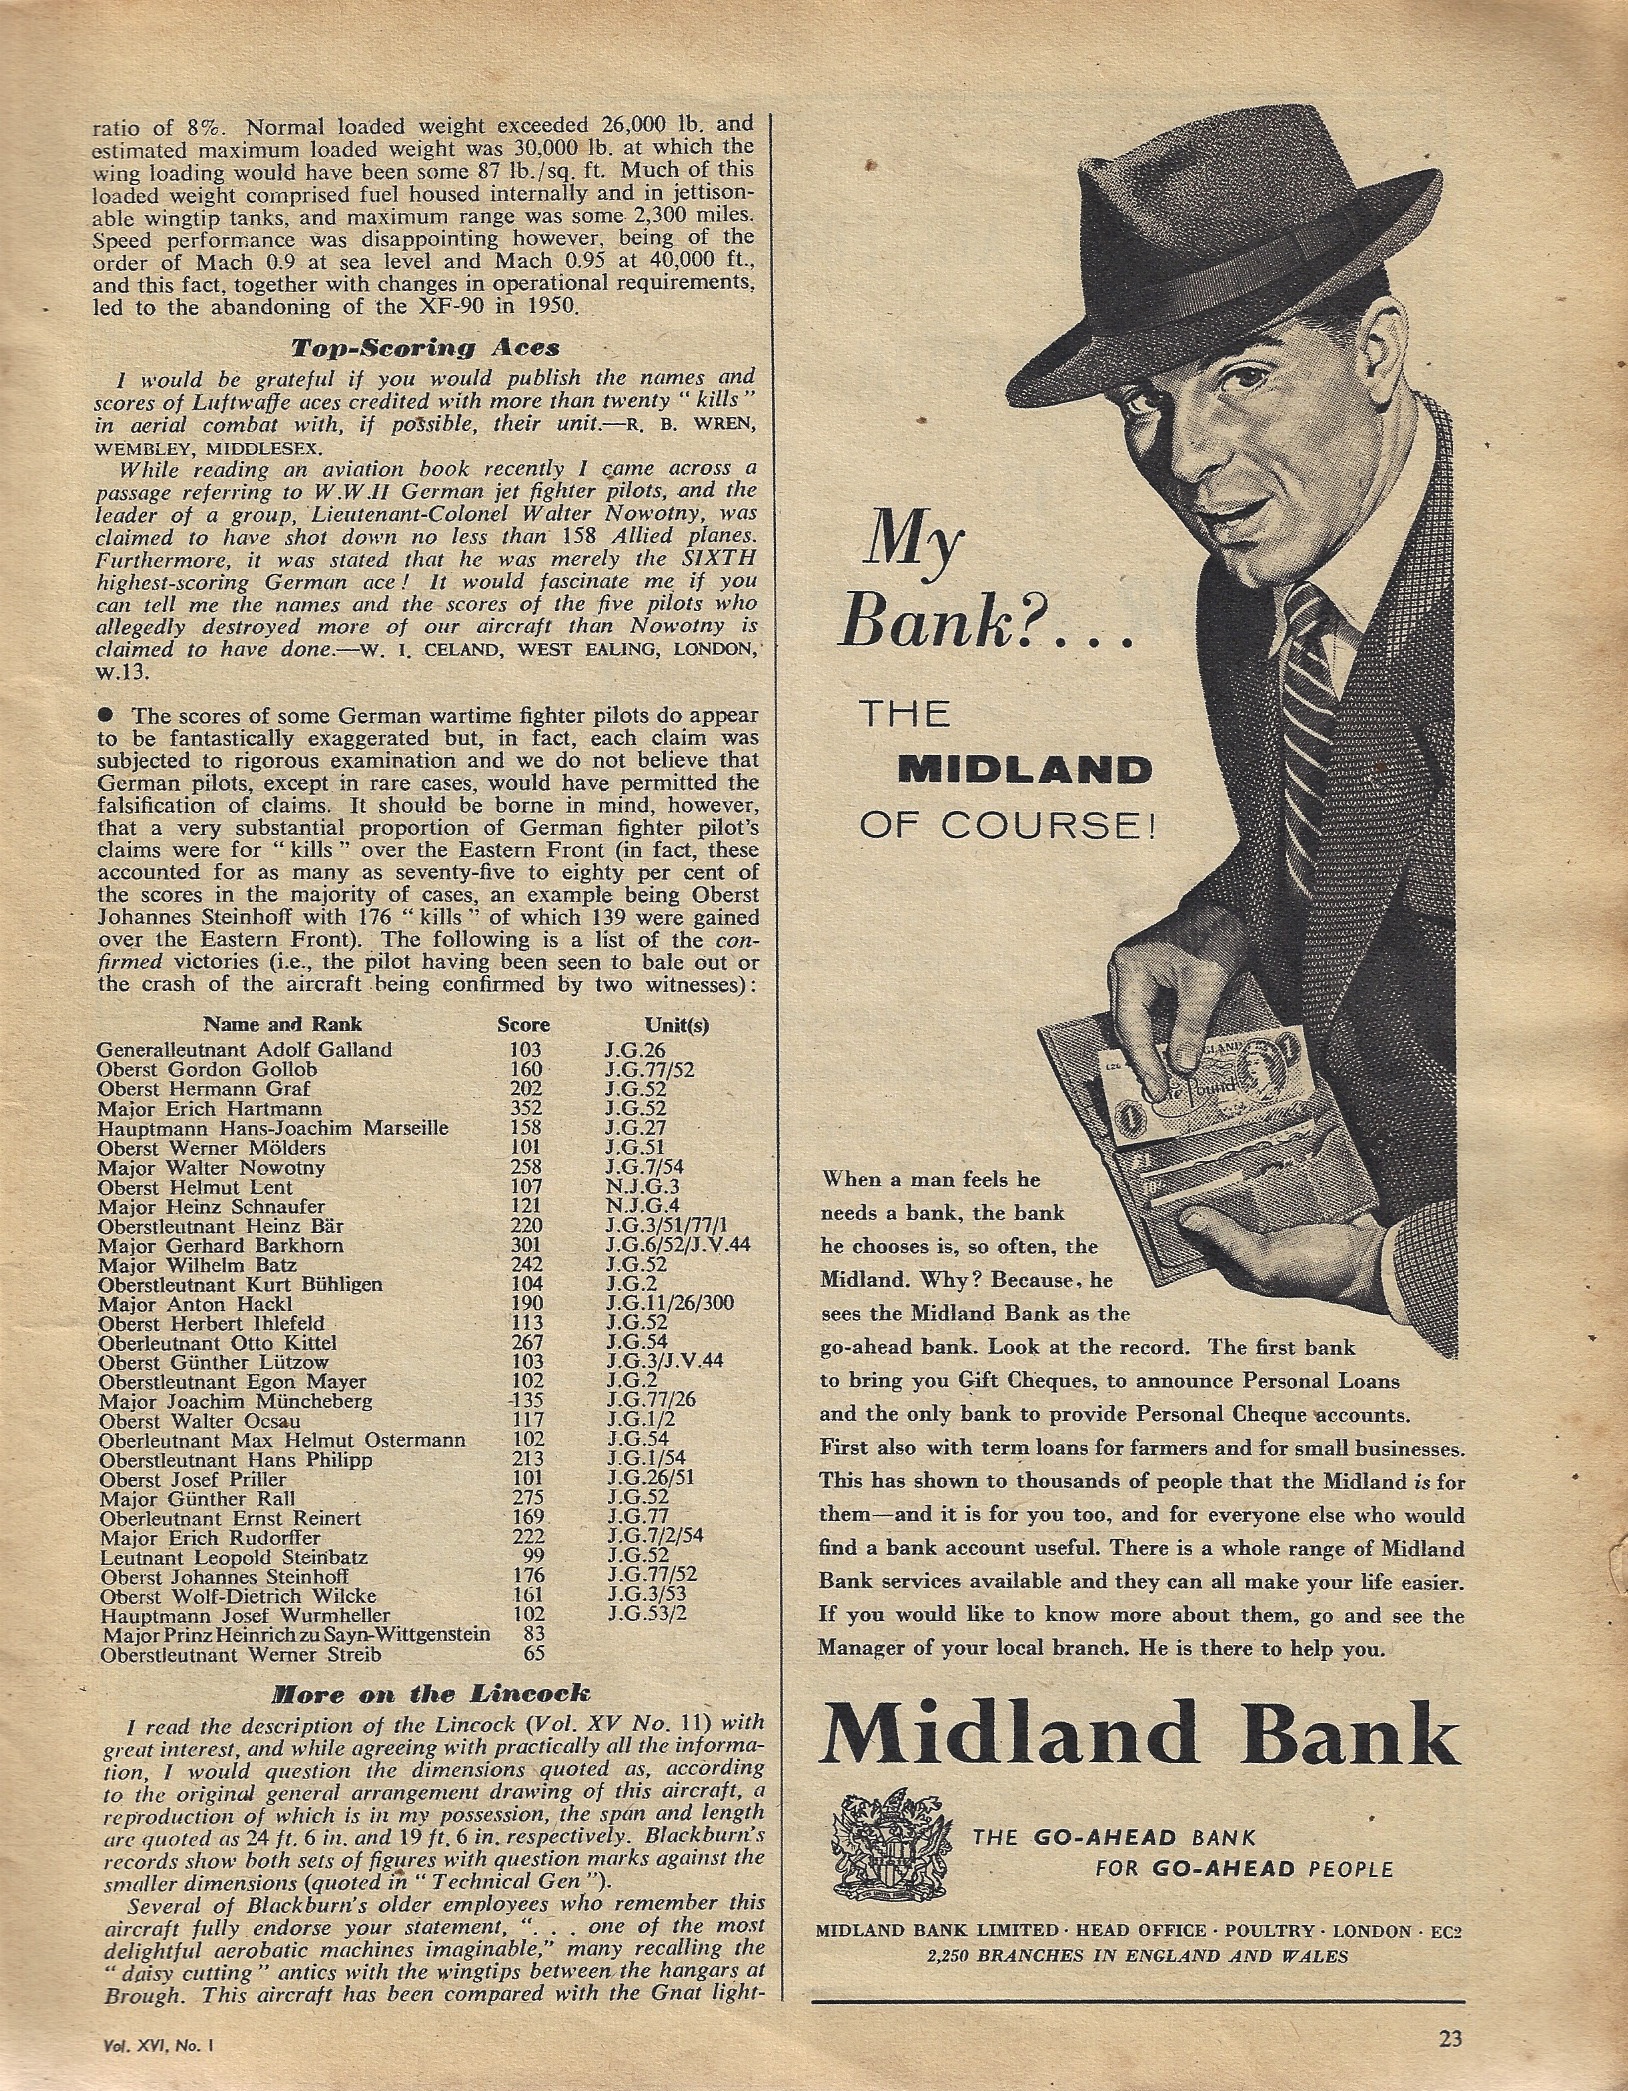 ratio of 8%. Normal loaded weight exceeded 26,000 lb. and
estimated maximum loaded weight was 30,000 lb. at which the
wing loading would have been some 87 lb./sq. ft. Much of this
loaded weight comprised fuel housed internally and in jettison-
able wingtip tanks, and maximum range was some 2,300 miles.
Speed performance was disappointing however, being of the
order of Mach 0.9 at sea level and Mach 0.95 at 40,000 ft.,
and this fact, together with changes in operational requirements,
led to the abandoning of the XF-90 in 1950.
Top-Scoring Aces
I would be grateful if you would publish the names and
scores of Luftwaffe aces credited with more than twenty “ kills ”
in aerial combat with, if possible, their unit.—R. B. WREN,
WEMBLEY, MIDDLESEX.
While reading an aviation book recently I came across a
passage referring to W.W.II German jet fighter pilots, and the
leader of a group, Lieutenant-Colonel Walter Nowotny, was
claimed to have shot down no less than 158 Allied planes.
Furthermore, it was stated that he was merely the SIXTH
highest-scoring German ace! It would fascinate me if you
can tell me the names and the scores of the five pilots who
allegedly destroyed more of our aircraft than Nowotny is
claimed to have done.—W. I. CELAND, WEST EALING, LONDON,
W.13.
● The scores of some German wartime fighter pilots do appear
to be fantastically exaggerated but, in fact, each claim was
subjected to rigorous examination and we do not believe that
German pilots, except in rare cases, would have permitted the
falsification of claims. It should be borne in mind, however,
that a very substantial proportion of German fighter pilot’s
claims were for “ kills ” over the Eastern Front (in fact, these
accounted for as many as seventy-five to eighty per cent of
the scores in the majority of cases, an example being Oberst
Johannes Steinhoff with 176 “ kills ” of which 139 were gained
over the Eastern Front). The following is a list of the con-
firmed victories (i.e., the pilot having been seen to bale out or
the crash of the aircraft being confirmed by two witnesses):
Name and Rank Score Unit(s)
Generalleutnant Adolf Galland 103 J.G.26
Oberst Gordon Gollob 160 J.G.77/52
Oberst Hermann Graf 202 J.G.52
Major Erich Hartmann 352 J.G.52
Hauptmann Hans-Joachim Marseille 158 J.G.27
Oberst Werner Mölders 101 J.G.51
Major Walter Nowotny 258 J.G.7/54
Oberst Helmut Lent 107 N.J.G.3
Major Heinz Schnaufer 121 N.J.G.4
Oberstleutnant Heinz Bär 220 J.G.3/51/77/1
Major Gerhard Barkhorn 301 J.G.6/52/J.V.44
Major Wilhelm Batz 242 J.G.52
Oberstleutnant Kurt Bühligen 104 J.G.2
Major Anton Hackl 190 J.G.11/26/300
Oberst Herbert Ihlefeld 113 J.G.52
Oberleutnant Otto Kittel 267 J.G.54
Oberst Günther Lützow 103 J.G.3/J.V.44
Oberstleutnant Egon Mayer 102 J.G.2
Major Joachim Müncheberg 135 J.G.77/26
Oberst Walter Ocsau 117 J.G.1/2
Oberleutnant Max Helmut Ostermann 102 J.G.54
Oberstleutnant Hans Philipp 213 J.G.1/54
Oberst Josef Priller 101 J.G.26/51
Major Günther Rall 275 J.G.52
Oberleutnant Ernst Reinert 169 J.G.77
Major Erich Rudorffer 222 J.G.7/2/54
Leutnant Leopold Steinbatz 99 J.G.52
Oberst Johannes Steinhoff 176 J.G.77/52
Oberst Wolf-Dietrich Wilcke 161 J.G.3/53
Hauptmann Josef Wurmheller 102 J.G.53/2
Major Prinz Heinrich zu Sayn-Wittgenstein 83
Oberstleutnant Werner Streib 65
More on the Lincock
I read the description of the Lincock (Vol. XV No. 11) with
great interest, and while agreeing with practically all the informa-
tion, I would question the dimensions quoted as, according
to the original general arrangement drawing of this aircraft, a
reproduction of which is in my possession, the span and length
are quoted as 24 ft. 6 in. and 19 ft. 6 in. respectively. Blackburn’s
records show both sets of figures with question marks against the
smaller dimensions (quoted in “ Technical Gen ”).
Several of Blackburn’s older employees who remember this
aircraft fully endorse your statement, “ . . . one of the most
delightful aerobatic machines imaginable,” many recalling the
“ daisy cutting ” antics with the wingtips between the hangars at
Brough. This aircraft has been compared with the Gnat light-
My
Bank?...
THE
MIDLAND
OF COURSE!
When a man feels he
needs a bank, the bank
he chooses is, so often, the
Midland. Why? Because, he
sees the Midland Bank as the
go-ahead bank. Look at the record. The first bank
to bring you Gift Cheques, to announce Personal Loans
and the only bank to provide Personal Cheque accounts.
First also with term loans for farmers and for small businesses.
This has shown to thousands of people that the Midland is for
them—and it is for you too, and for everyone else who would
find a bank account useful. There is a whole range of Midland
Bank services available and they can all make your life easier.
If you would like to know more about them, go and see the
Manager of your local branch. He is there to help you.
Midland Bank
THE GO-AHEAD BANK
FOR GO-AHEAD PEOPLE
MIDLAND BANK LIMITED · HEAD OFFICE · POULTRY · LONDON · EC2
2,250 BRANCHES IN ENGLAND AND WALES
Vol. XVI, No. 1
23